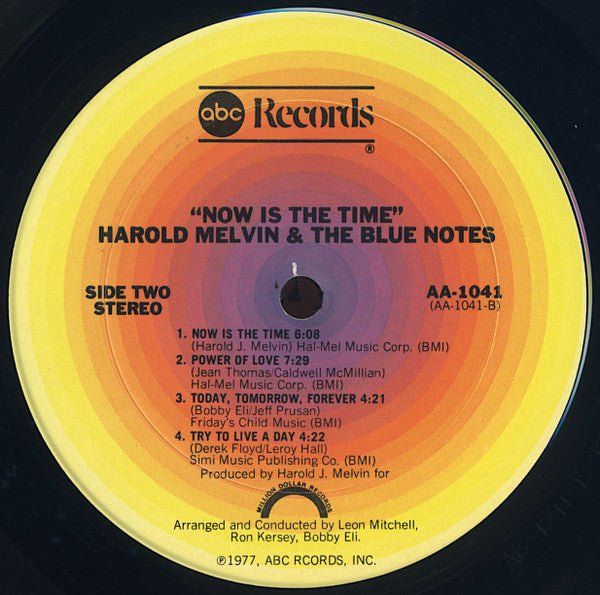 abc Records
®
"NOW IS THE TIME"
HAROLD MELVIN & THE BLUE NOTES
SIDE TWO
STEREO
AA-1041
(AA-1041-B)
1. NOW IS THE TIME 6:08
(Harold J. Melvin) Hal-Mel Music Corp. (BMI)
2. POWER OF LOVE 7:29
(Jean Thomas/Caldwell McMillian)
Hal-Mel Music Corp. (BMI)
3. TODAY, TOMORROW, FOREVER 4:21
(Bobby Eli/Jeff Prusan)
Friday's Child Music (BMI)
4. TRY TO LIVE A DAY 4:22
(Derek Floyd/Leroy Hall)
Simi Music Publishing Co. (BMI)
Produced by Harold J. Melvin for
MILLION DOLLAR RECORDS
Arranged and Conducted by Leon Mitchell,
Ron Kersey, Bobby Eli.
℗1977, ABC RCORDS, INC.